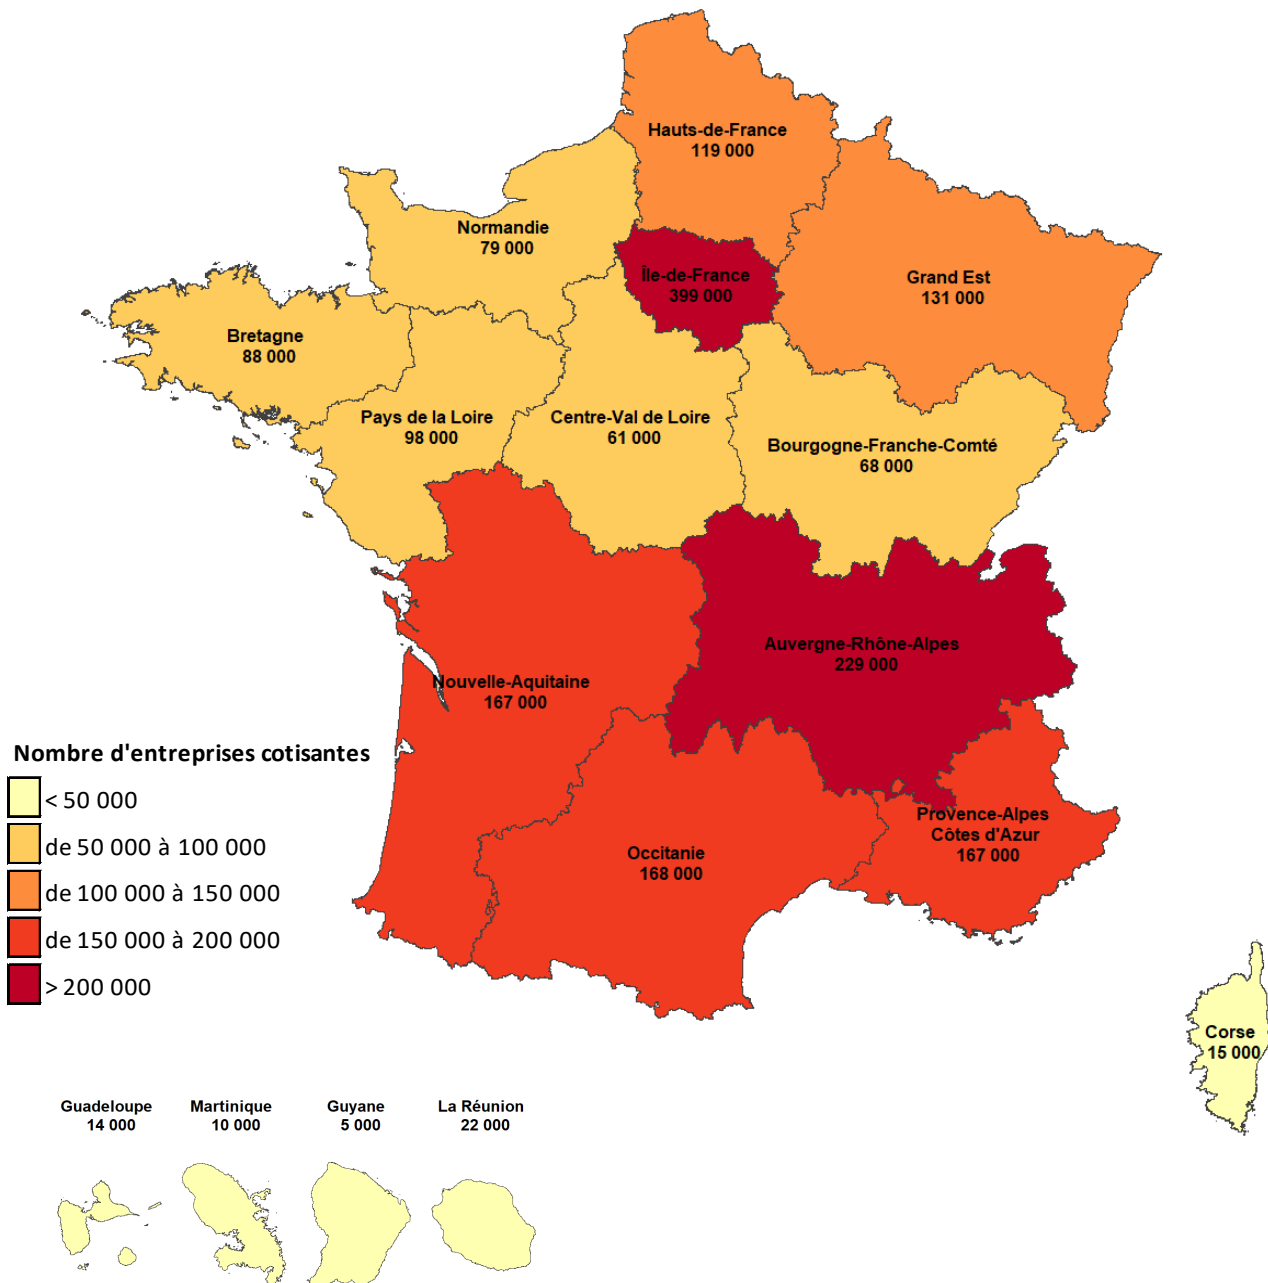 Hauts-de-France
119 000
Normandie
79 000
Île-de-France
399 000
Grand Est
131 000
Bretagne
88 000
Pays de la Loire
98 000
Centre-Val de Loire
61 000
Bourgogne-Franche-Comté
68 000
Auvergne-Rhône-Alpes
229 000
Nouvelle-Aquitaine
167 000
Provence-Alpes
Côtes d'Azur
167 000
Occitanie
168 000
Nombre d'entreprises cotisantes
< 50 000
de 50 000 à 100 000
de 100 000 à 150 000
de 150 000 à 200 000
> 200 000
Corse
15 000
Guadeloupe
14 000
Martinique
10 000
Guyane
5 000
La Réunion
22 000